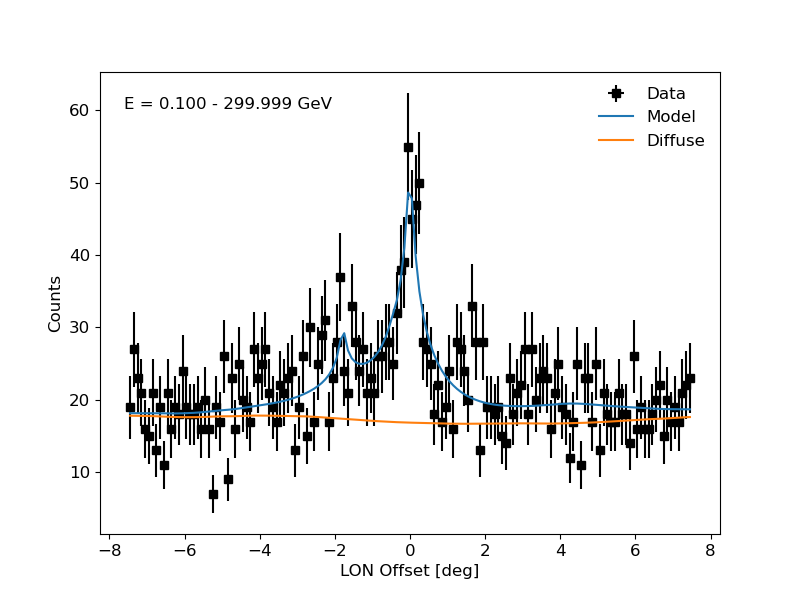 E = 0.100 - 299.999 GeV
Data
Model
Diffuse
60
50
40
30
20
10
Counts
−8 −6 −4 −2 0 2 4 6 8
LON Offset [deg]